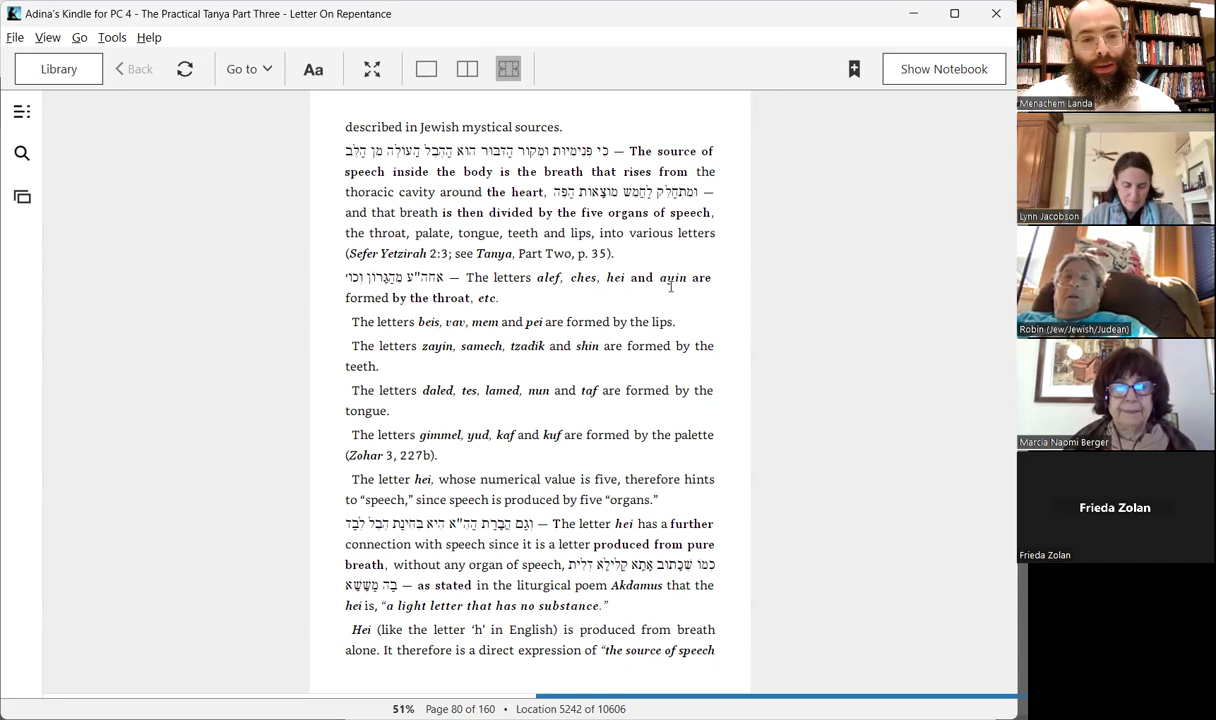 Adina's Kindle for PC 4 - The Practical Tanya Part Three - Letter On Repentance
File View Go Tools Help
Library Back Go to Aa Show Notebook
described in Jewish mystical sources.
כִּי פְּנִימִיּוּת וּמְקוֹר הַדִּבּוּר הוּא הַהֶבֶל הָעוֹלֶה מִן הַלֵּב — The source of
speech inside the body is the breath that rises from the
thoracic cavity around the heart, וּמִתְחַלֵּק לְחָמֵשׁ מוֹצָאוֹת הַפֶּה —
and that breath is then divided by the five organs of speech,
the throat, palate, tongue, teeth and lips, into various letters
(Sefer Yetzirah 2:3; see Tanya, Part Two, p. 35).
אחה"ע מֵהַגָּרוֹן וְכוּ' — The letters alef, ches, hei and ayin are
formed by the throat, etc.
The letters beis, vav, mem and pei are formed by the lips.
The letters zayin, samech, tzadik and shin are formed by the
teeth.
The letters daled, tes, lamed, nun and taf are formed by the
tongue.
The letters gimmel, yud, kaf and kuf are formed by the palette
(Zohar 3, 227b).
The letter hei, whose numerical value is five, therefore hints
to “speech,” since speech is produced by five “organs.”
וְגַם הֲבָרַת הַהֵ"א הִיא בְּחִינַת הֶבֶל לְבַד — The letter hei has a further
connection with speech since it is a letter produced from pure
breath, without any organ of speech, כְּמוֹ שֶׁכָּתוּב אָתָא קַלִּילָא דְּלֵית
בָּהּ מַשָּׁשָׁא — as stated in the liturgical poem Akdamus that the
hei is, “a light letter that has no substance.”
Hei (like the letter ‘h’ in English) is produced from breath
alone. It therefore is a direct expression of “the source of speech
51% Page 80 of 160 • Location 5242 of 10606
Menachem Landa
Lynn Jacobson
Robin (Jew/Jewish/Judean)
Marcia Naomi Berger
Frieda Zolan
Frieda Zolan